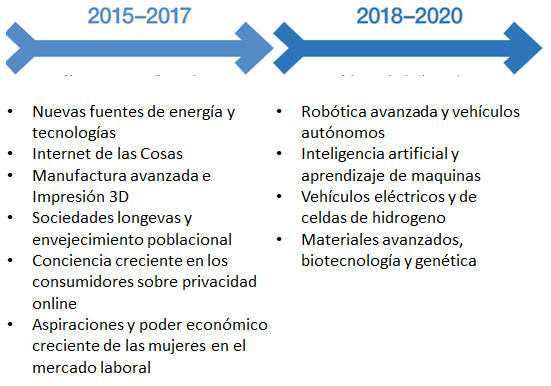 2015–2017
• Nuevas fuentes de energía y
tecnologías
• Internet de las Cosas
• Manufactura avanzada e
Impresión 3D
• Sociedades longevas y
envejecimiento poblacional
• Conciencia creciente en los
consumidores sobre privacidad
online
• Aspiraciones y poder económico
creciente de las mujeres en el
mercado laboral
2018–2020
• Robótica avanzada y vehículos
autónomos
• Inteligencia artificial y
aprendizaje de maquinas
• Vehículos eléctricos y de
celdas de hidrogeno
• Materiales avanzados,
biotecnología y genética